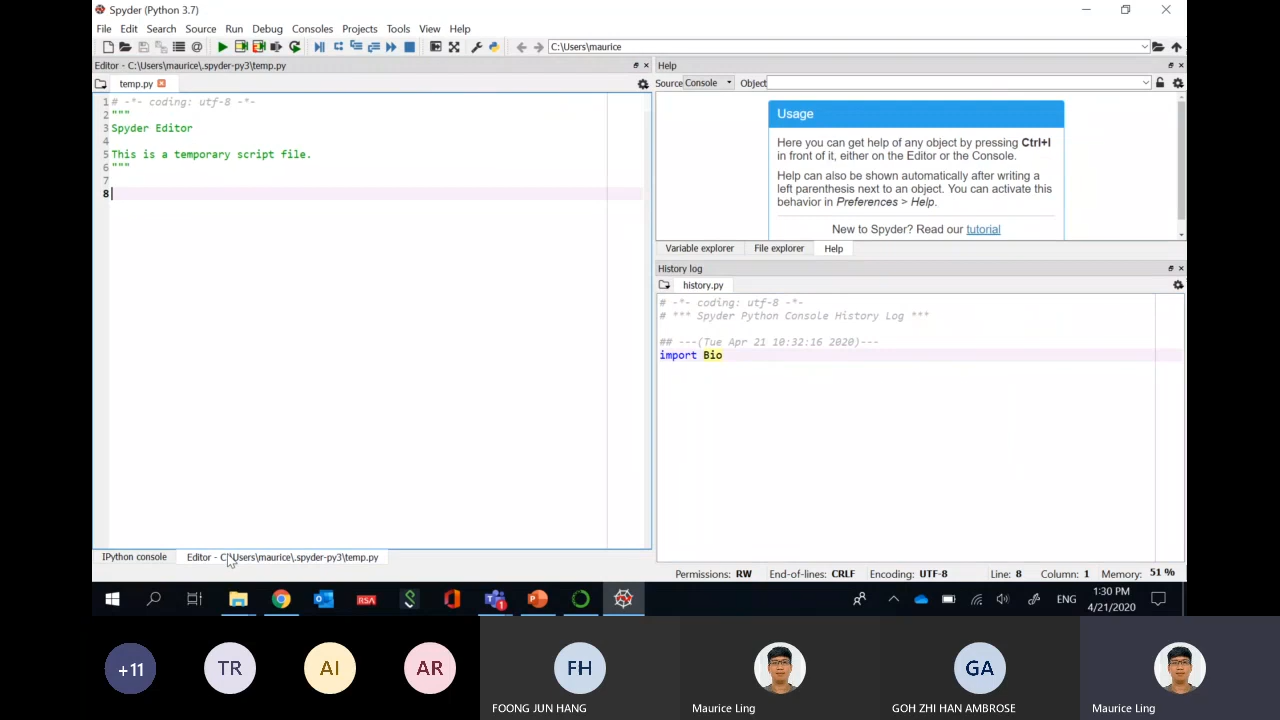 Spyder (Python 3.7)
File Edit Search Source Run Debug Consoles Projects Tools View Help
C:\Users\maurice
Editor - C:\Users\maurice\.spyder-py3\temp.py
temp.py
1 # -*- coding: utf-8 -*-
2 """
3 Spyder Editor
4
5 This is a temporary script file.
6 """
7
8
IPython console
Editor - C:\Users\maurice\.spyder-py3\temp.py
Help
Source Console Object
Usage
Here you can get help of any object by pressing Ctrl+I
in front of it, either on the Editor or the Console.
Help can also be shown automatically after writing a
left parenthesis next to an object. You can activate this
behavior in Preferences > Help.
New to Spyder? Read our tutorial
Variable explorer File explorer Help
History log
history.py
# -*- coding: utf-8 -*-
# *** Spyder Python Console History Log ***
## ---(Tue Apr 21 10:32:16 2020)---
import Bio
Permissions: RW End-of-lines: CRLF Encoding: UTF-8 Line: 8 Column: 1 Memory: 51 %
RSA
1
ENG
1:30 PM
4/21/2020
+11
TR
AI
AR
FH
GA
FOONG JUN HANG
Maurice Ling
GOH ZHI HAN AMBROSE
Maurice Ling